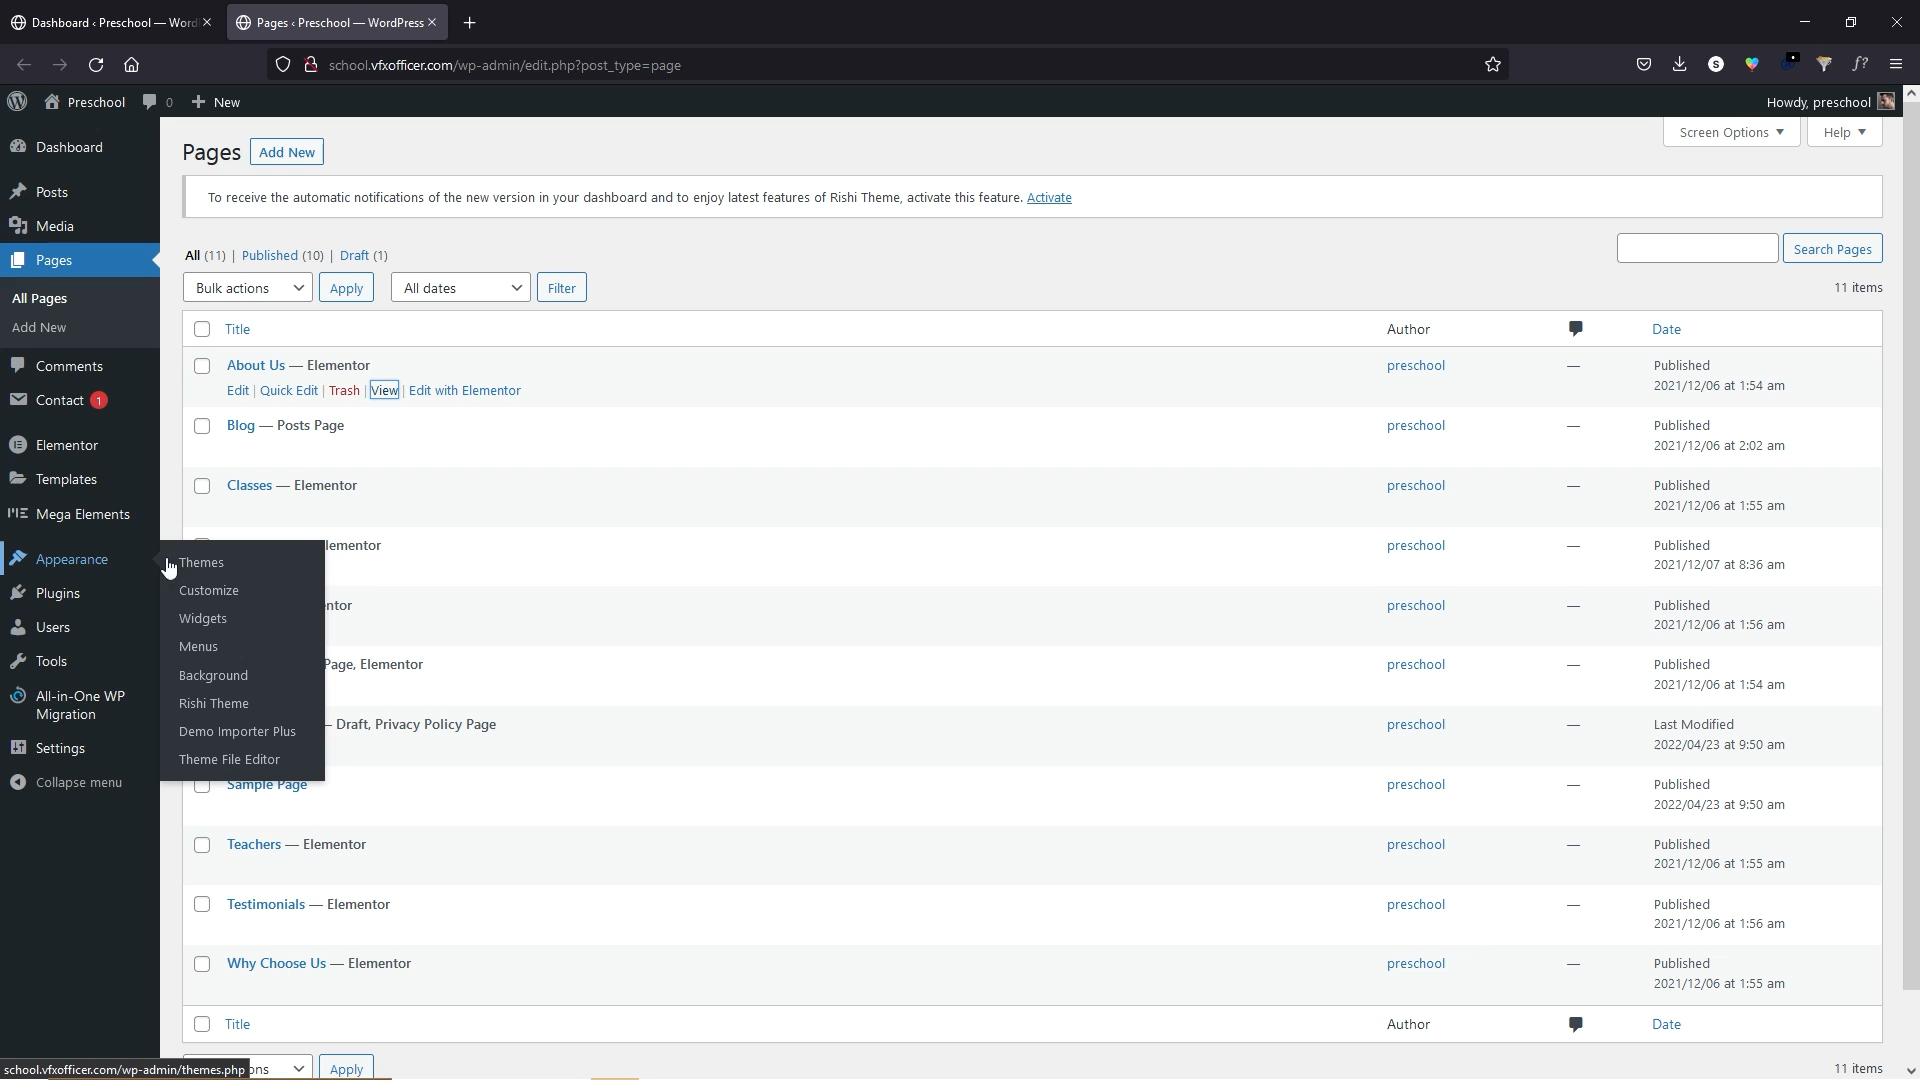 Dashboard ‹ Preschool — Word
Pages ‹ Preschool — WordPress
school.vfxofficer.com/wp-admin/edit.php?post_type=page
S
f?
Preschool
0
New
Howdy, preschool
Dashboard
Posts
Media
Pages
All Pages
Add New
Comments
Contact 1
Elementor
Templates
Mega Elements
Appearance
Plugins
Users
Tools
All-in-One WP
Migration
Settings
Collapse menu
Themes
Customize
Widgets
Menus
Background
Rishi Theme
Demo Importer Plus
Theme File Editor
Screen Options
Help
Pages
Add New
To receive the automatic notifications of the new version in your dashboard and to enjoy latest features of Rishi Theme, activate this feature. Activate
All (11) | Published (10) | Draft (1)
Search Pages
Bulk actions
Apply
All dates
Filter
11 items
Title
Author
Date
About Us — Elementor
preschool
—
Published
2021/12/06 at 1:54 am
Edit | Quick Edit | Trash | View | Edit with Elementor
Blog — Posts Page
preschool
—
Published
2021/12/06 at 2:02 am
Classes — Elementor
preschool
—
Published
2021/12/06 at 1:55 am
lementor
preschool
—
Published
2021/12/07 at 8:36 am
ntor
preschool
—
Published
2021/12/06 at 1:56 am
Page, Elementor
preschool
—
Published
2021/12/06 at 1:54 am
— Draft, Privacy Policy Page
preschool
—
Last Modified
2022/04/23 at 9:50 am
Sample Page
preschool
—
Published
2022/04/23 at 9:50 am
Teachers — Elementor
preschool
—
Published
2021/12/06 at 1:55 am
Testimonials — Elementor
preschool
—
Published
2021/12/06 at 1:56 am
Why Choose Us — Elementor
preschool
—
Published
2021/12/06 at 1:55 am
Title
Author
Date
ons
Apply
11 items
school.vfxofficer.com/wp-admin/themes.php